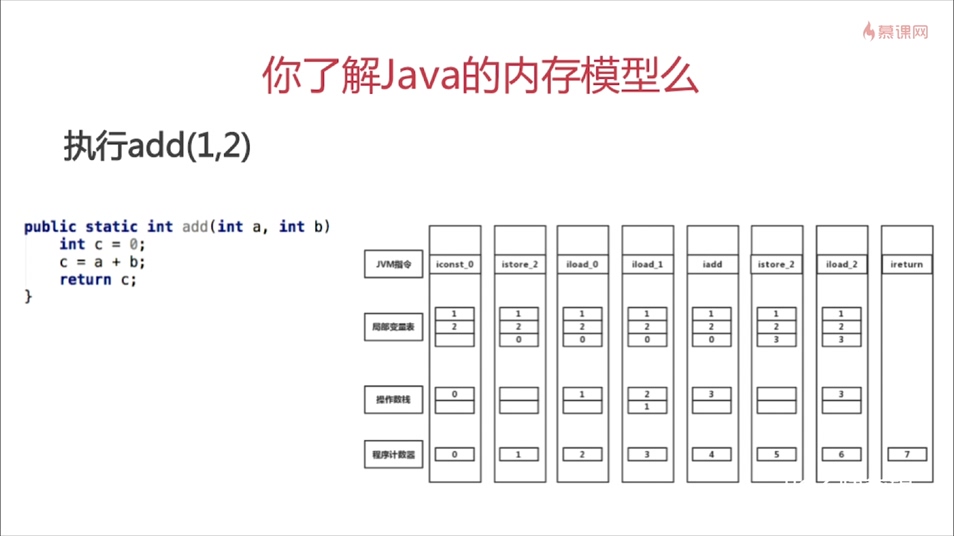 慕课网
你了解Java的内存模型么
执行add(1,2)
public static int add(int a, int b)
int c = 0;
c = a + b;
return c;
}
JVM指令 iconst_0 istore_2 iload_0 iload_1 iadd istore_2 iload_2 ireturn
1 1 1 1 1 1 1
局部变量表 2 2 2 2 2 2 2
0 0 0 0 3 3
操作数栈 0 1 2 3 3
1
程序计数器 0 1 2 3 4 5 6 7